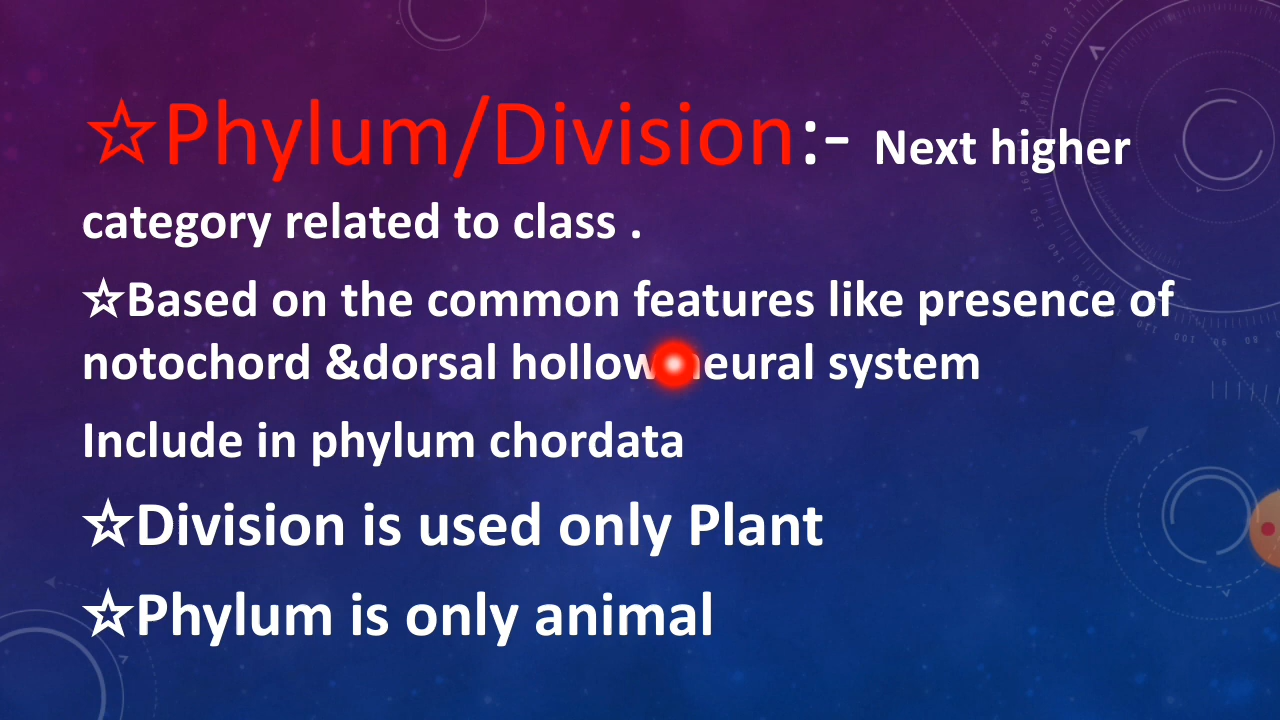 ☆Phylum/Division:- Next higher
category related to class .
☆Based on the common features like presence of
notochord &dorsal hollow neural system
Include in phylum chordata
☆Division is used only Plant
☆Phylum is only animal